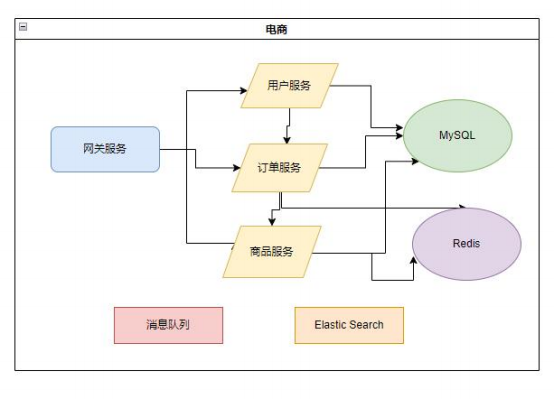 电商
用户服务
网关服务
MySQL
订单服务
商品服务
Redis
消息队列
Elastic Search